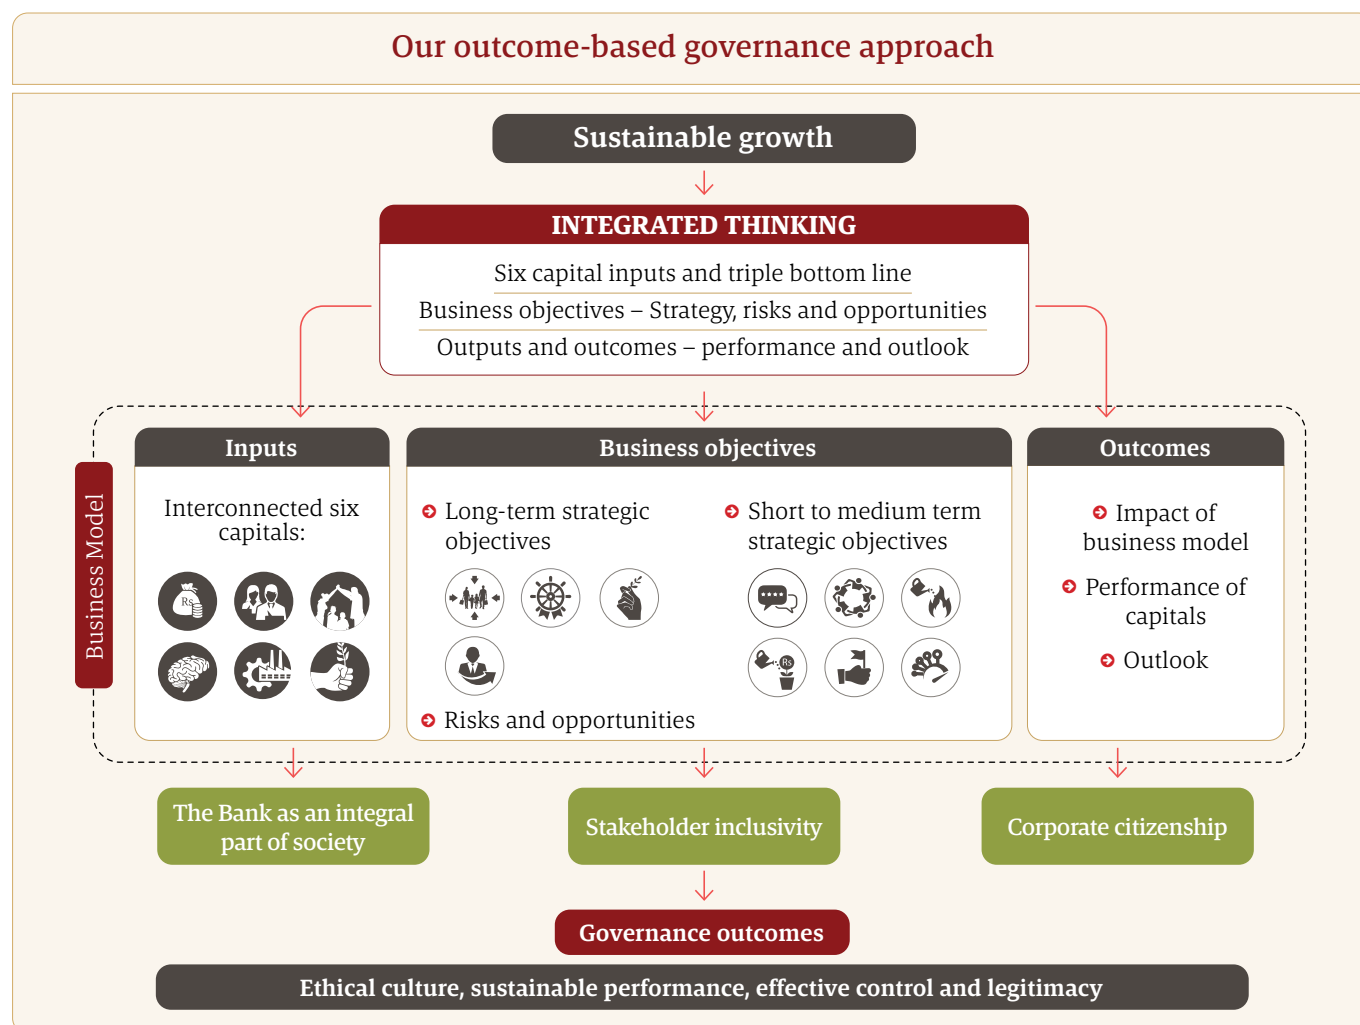 Our outcome-based governance approach
Sustainable growth
INTEGRATED THINKING
Six capital inputs and triple bottom line
Business objectives – Strategy, risks and opportunities
Outputs and outcomes – performance and outlook
Business Model
Inputs
Interconnected six
capitals:
Rs
Business objectives
Long-term strategic
objectives
Risks and opportunities
Short to medium term
strategic objectives
Rs
Outcomes
Impact of
business model
Performance of
capitals
Outlook
The Bank as an integral
part of society
Stakeholder inclusivity
Corporate citizenship
Governance outcomes
Ethical culture, sustainable performance, effective control and legitimacy